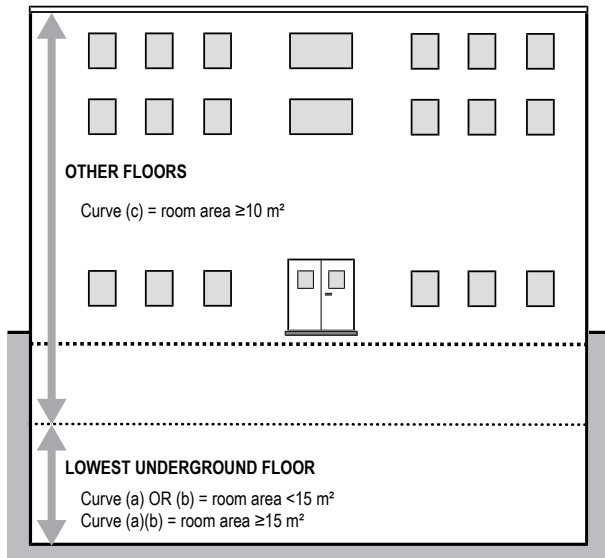 OTHER FLOORS
Curve (c) = room area ≥10 m²
LOWEST UNDERGROUND FLOOR
Curve (a) OR (b) = room area <15 m²
Curve (a)(b) = room area ≥15 m²